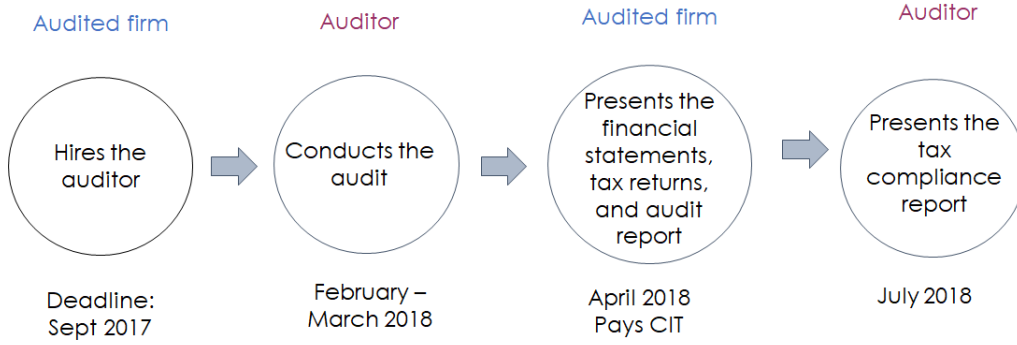 Audited firm
Auditor
Audited firm
Auditor
Hires the
auditor
Conducts the
audit
Presents the
financial
statements,
tax returns,
and audit
report
Presents the
tax
compliance
report
Deadline:
Sept 2017
February –
March 2018
April 2018
Pays CIT
July 2018